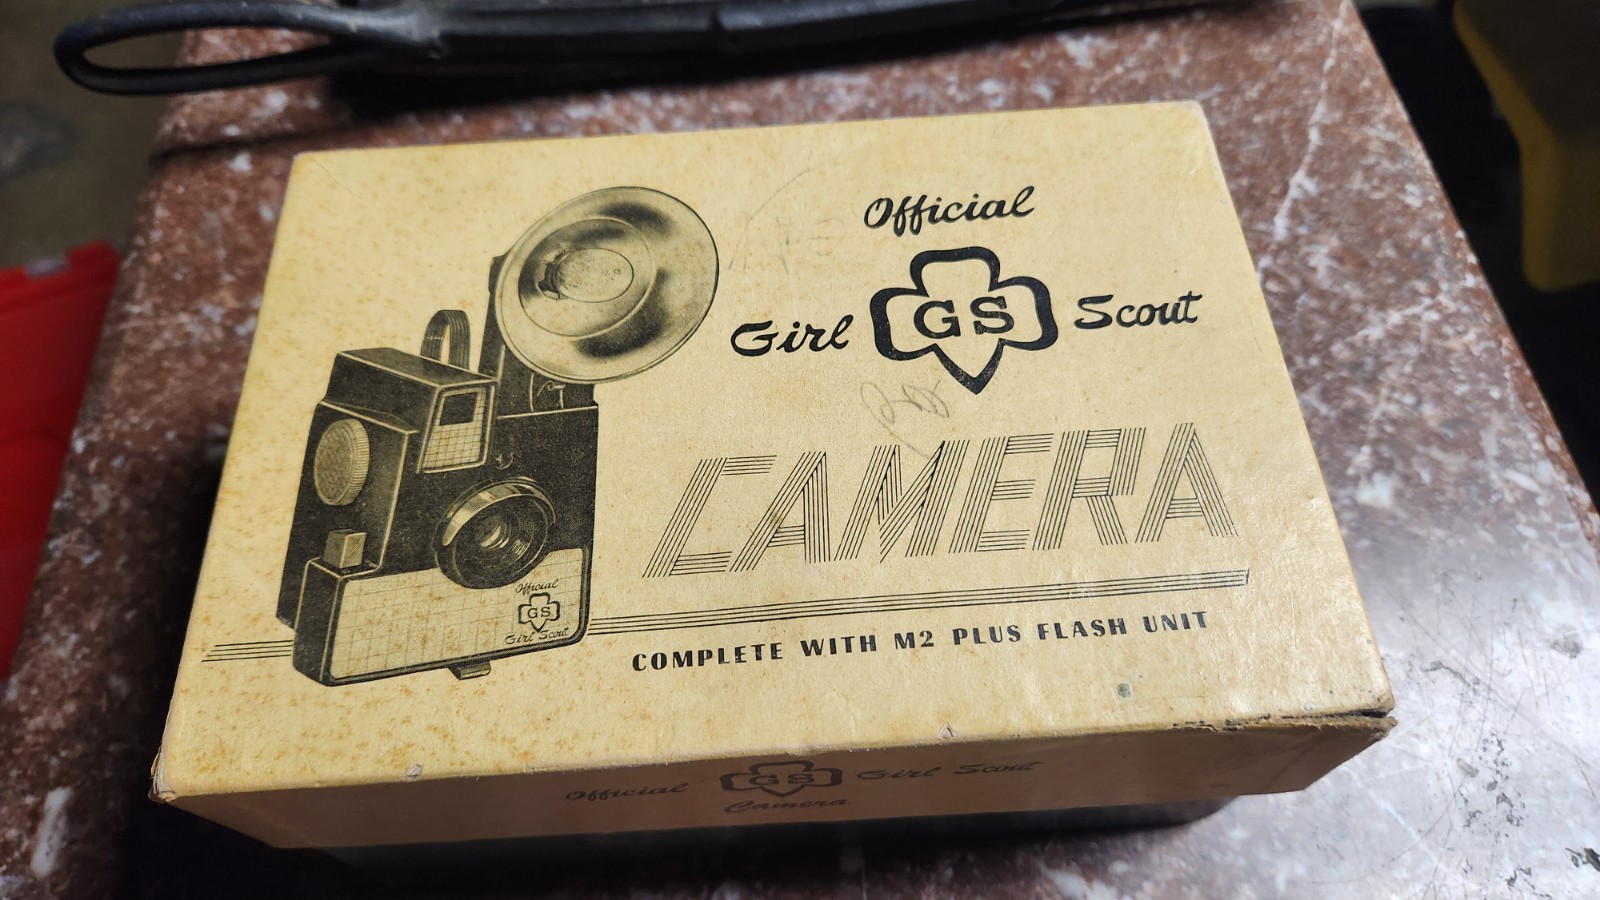 Official
Girl GS Scout
CAMERA
COMPLETE WITH M2 PLUS FLASH UNIT
Official
GS
Girl Scout
Official GS Girl Scout
Camera